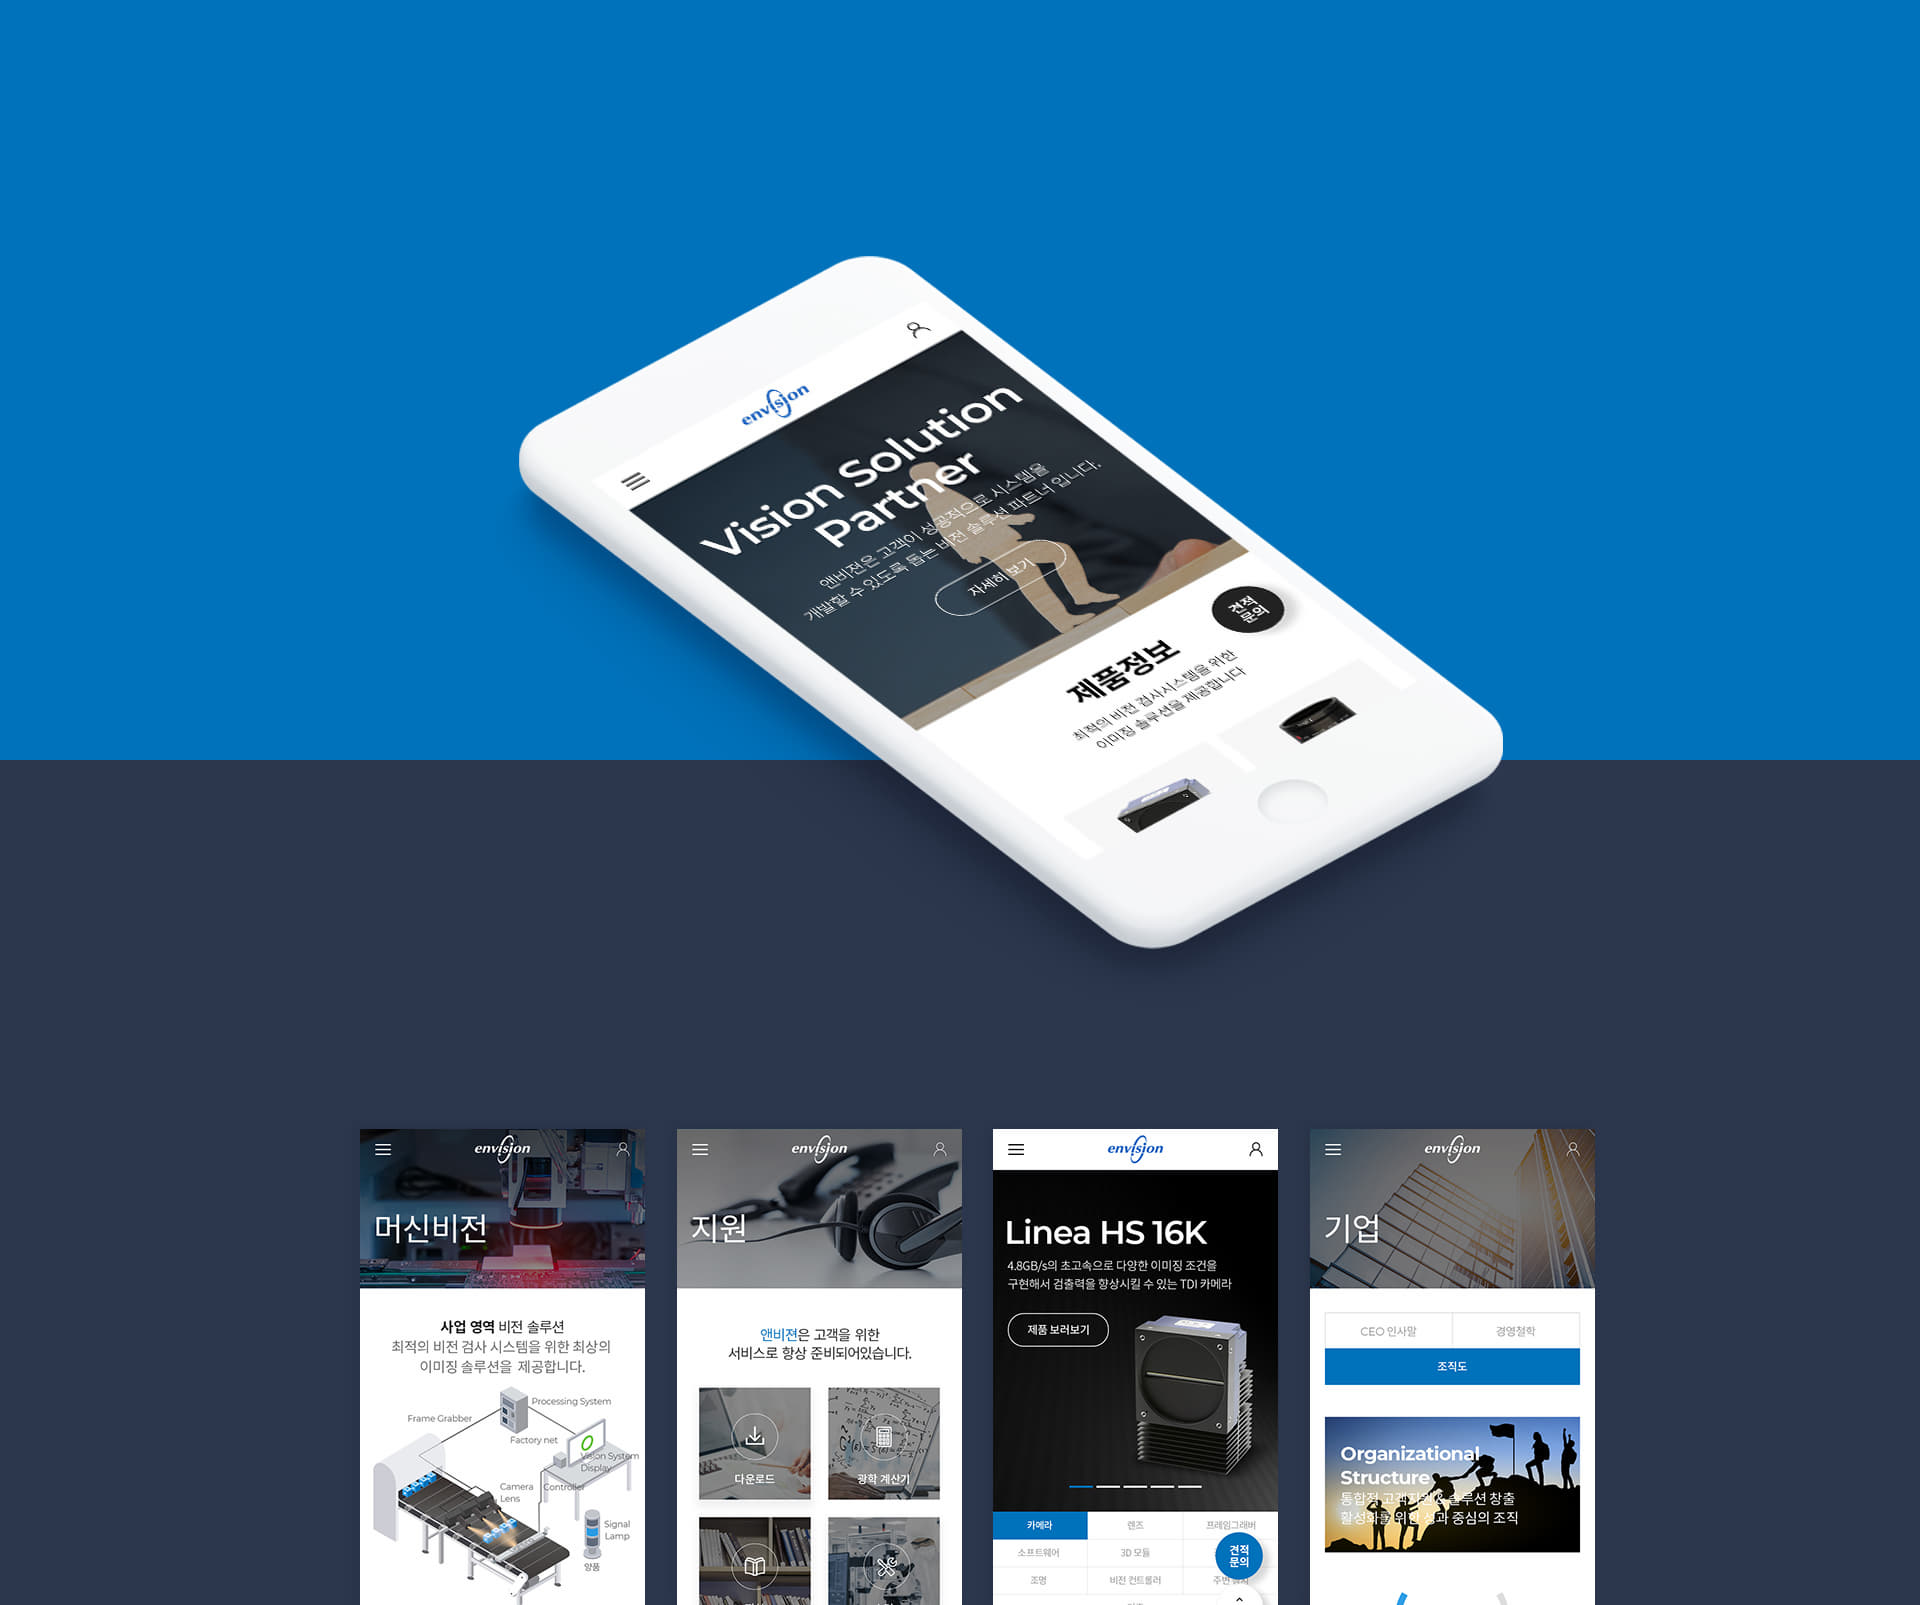 envision
Vision Solution
Partner
앤비젼은 고객이 성공적으로 시스템을
개발할 수 있도록 돕는 비전 솔루션 파트너 입니다.
자세히 보기
견적
문의
제품정보
최적의 비전 검사시스템을 위한
이미징 솔루션을 제공합니다
envision
머신비전
사업 영역 비전 솔루션
최적의 비전 검사 시스템을 위한 최상의
이미징 솔루션을 제공합니다.
Processing System
Frame Grabber
Factory net
Vision System
Display
Camera
Lens
Controller
Signal
Lamp
양품
envision
지원
앤비젼은 고객을 위한
서비스로 항상 준비되어있습니다.
다운로드
광학 계산기
envision
Linea HS 16K
4.8GB/s의 초고속으로 다양한 이미징 조건을
구현해서 검출력을 향상시킬 수 있는 TDI 카메라
제품 보러보기
카메라
렌즈
프레임그래버
소프트웨어
3D 모듈
견적
문의
조명
비전 컨트롤러
envision
기업
CEO 인사말
경영철학
조직도
Organizational
Structure
통합적 고객지원 & 솔루션 창출
활성화를 위한 성과 중심의 조직